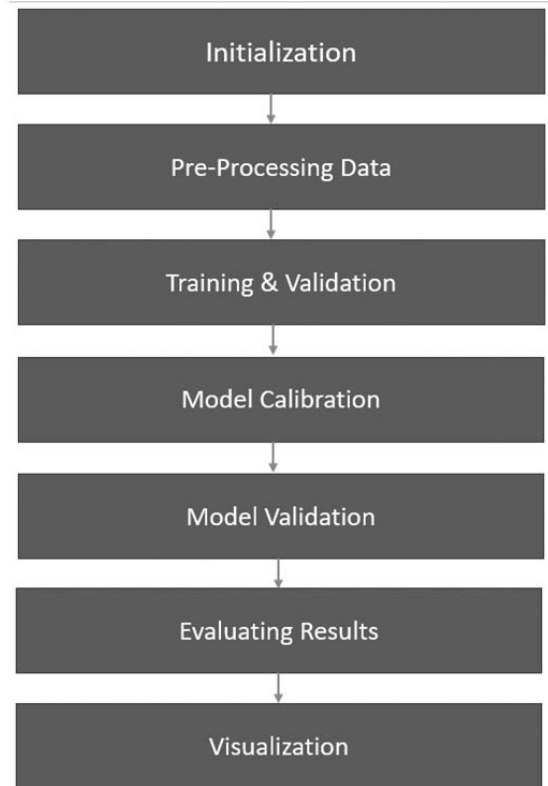 Initialization
Pre-Processing Data
Training & Validation
Model Calibration
Model Validation
Evaluating Results
Visualization